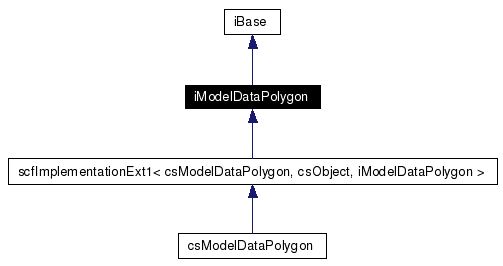 iBase
iModelDataPolygon
scfImplementationExt1< csModelDataPolygon, csObject, iModelDataPolygon >
csModelDataPolygon